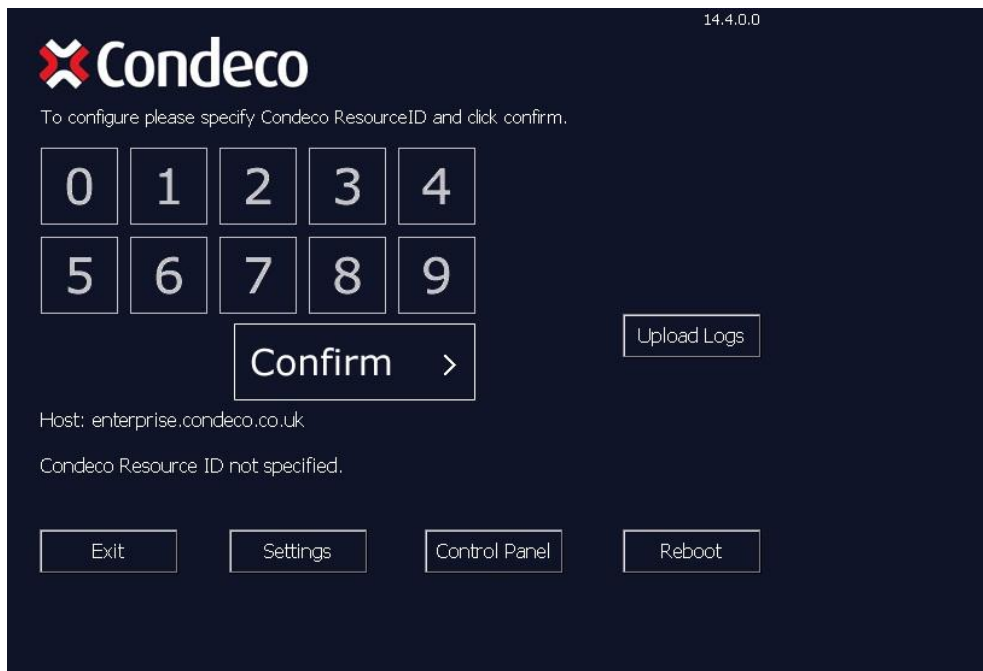 14.4.0.0
Condeco
To configure please specify Condeco ResourceID and click confirm.
0 1 2 3 4
5 6 7 8 9
Upload Logs
Confirm >
Host: enterprise.condeco.co.uk
Condeco Resource ID not specified.
Exit Settings Control Panel Reboot